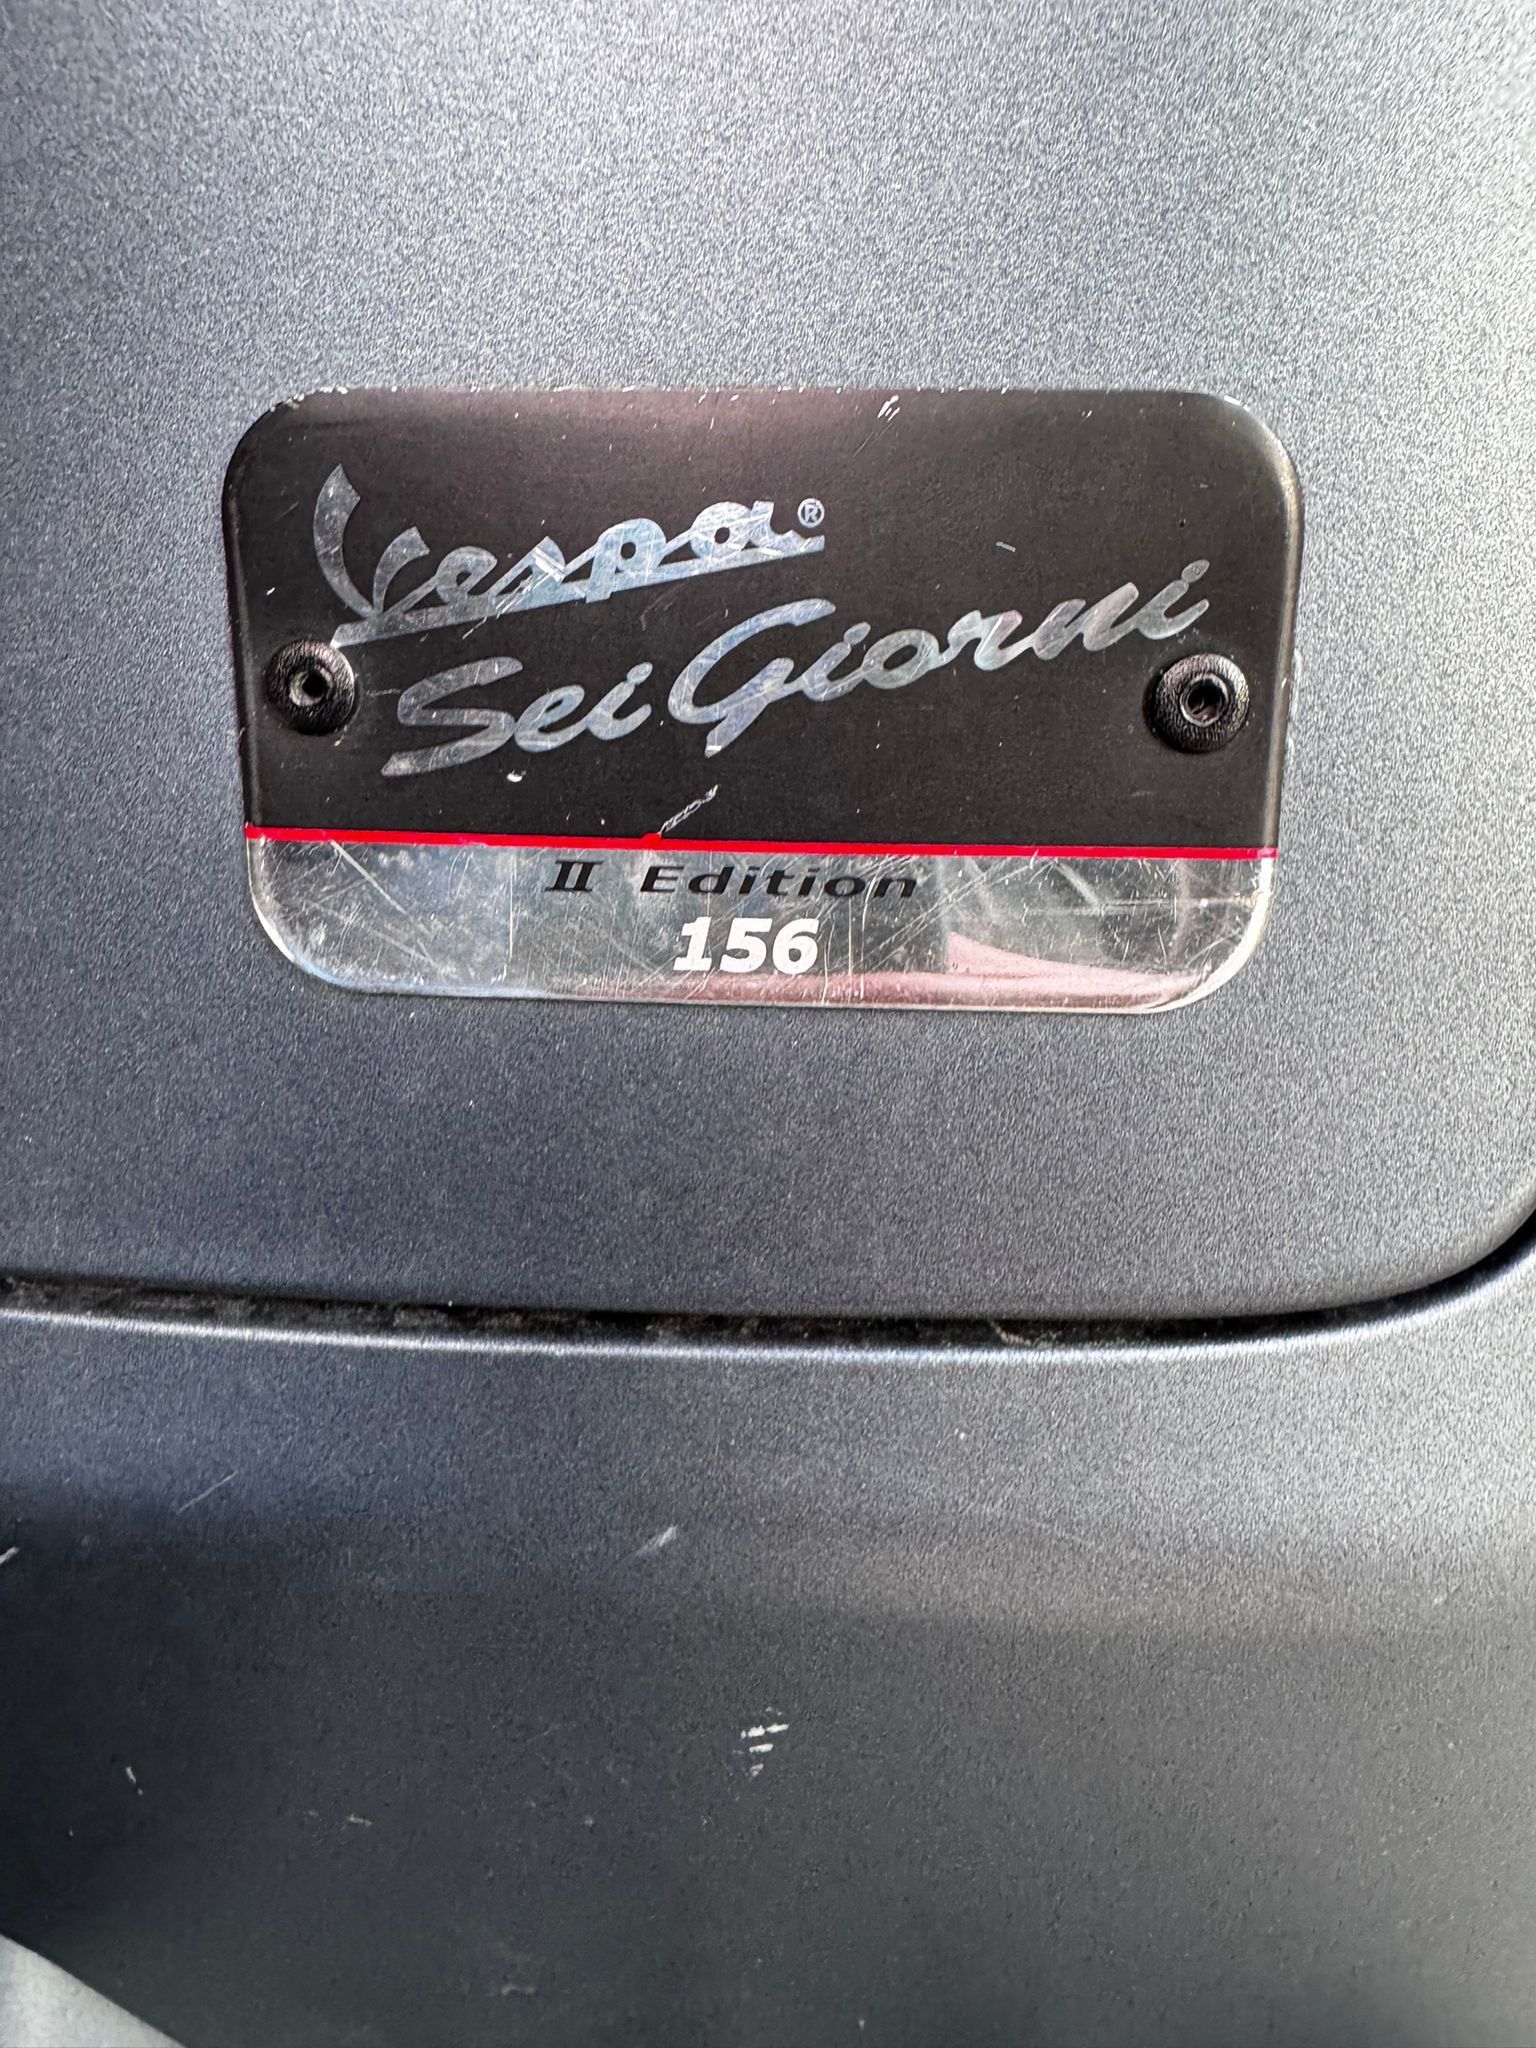 Vespa®
Sei Giorni
II Edition
156